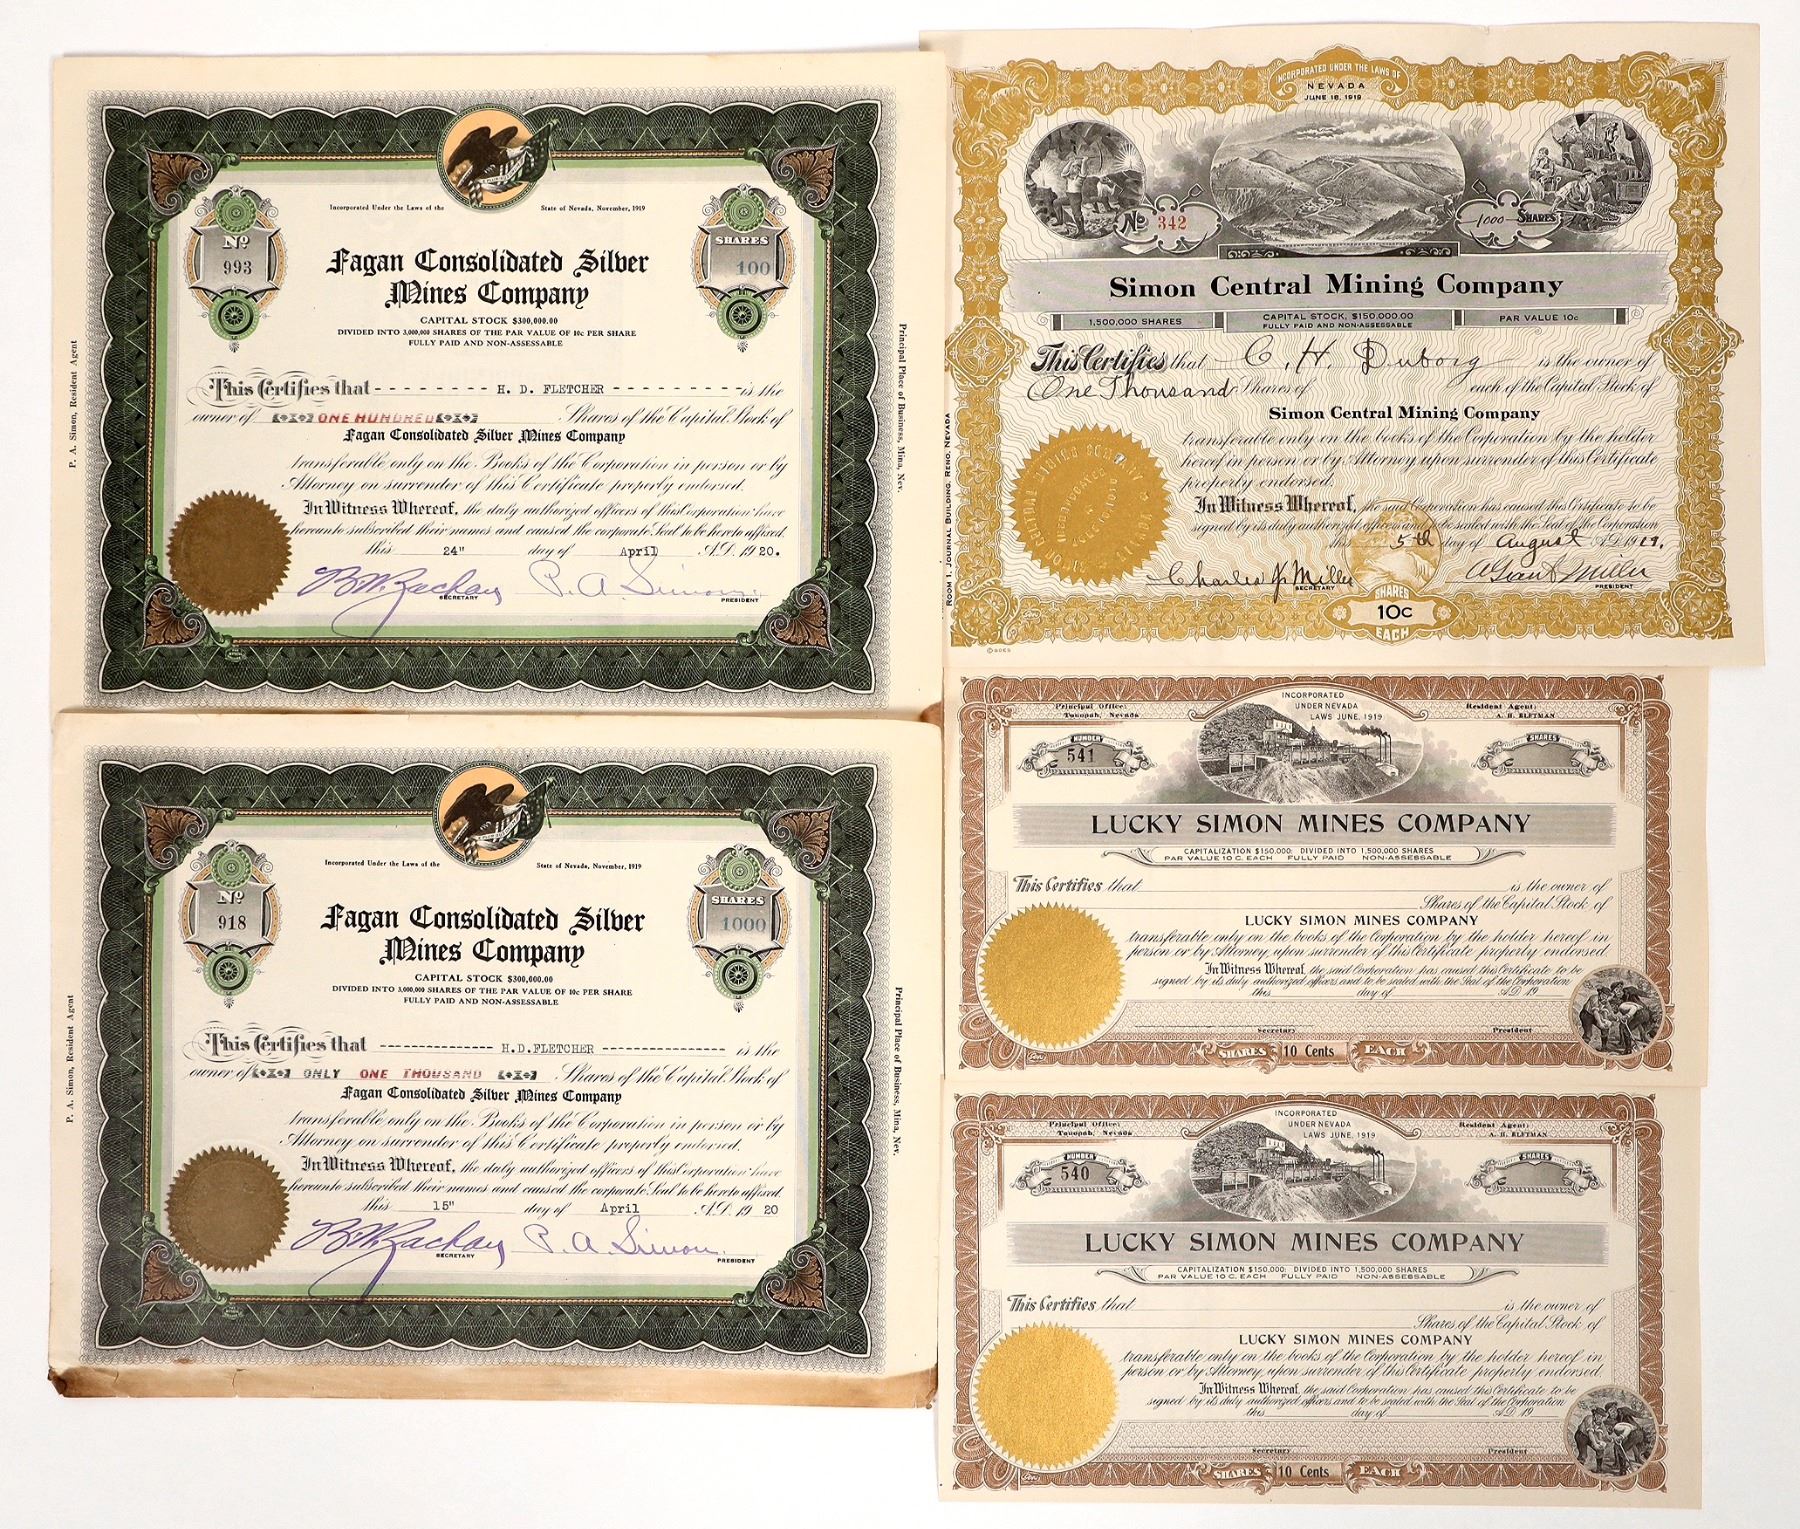 Incorporated Under the Laws of the State of Nevada, November, 1919
Nº
993
SHARES
100
Fagan Consolidated Silver
Mines Company
CAPITAL STOCK $300,000.00
DIVIDED INTO 3,000,000 SHARES OF THE PAR VALUE OF 10c PER SHARE
FULLY PAID AND NON-ASSESSABLE
P. A. Simon, Resident Agent
Principal Place of Business, Mina, Nev.
This Certifies that H. D. FLETCHER is the
owner of ONE HUNDRED Shares of the Capital Stock of
Fagan Consolidated Silver Mines Company
transferable only on the Books of the Corporation in person or by
Attorney on surrender of this Certificate properly endorsed.
In Witness Whereof, the duly authorized officers of this Corporation have
hereunto subscribed their names and caused the corporate Seal to be hereto affixed.
this 24" day of April A.D. 1920.
P. A. Simon
SECRETARY
PRESIDENT
Incorporated Under the Laws of the State of Nevada, November, 1919
Nº
918
SHARES
1000
Fagan Consolidated Silver
Mines Company
CAPITAL STOCK $300,000.00
DIVIDED INTO 3,000,000 SHARES OF THE PAR VALUE OF 10c PER SHARE
FULLY PAID AND NON-ASSESSABLE
P. A. Simon, Resident Agent
Principal Place of Business, Mina, Nev.
This Certifies that H.D.FLETCHER is the
owner of ONLY ONE THOUSAND Shares of the Capital Stock of
Fagan Consolidated Silver Mines Company
transferable only on the Books of the Corporation in person or by
Attorney on surrender of this Certificate properly endorsed.
In Witness Whereof, the duly authorized officers of this Corporation have
hereunto subscribed their names and caused the corporate Seal to be hereto affixed.
this 15" day of April A.D. 1920
P. A. Simon
SECRETARY
PRESIDENT
INCORPORATED UNDER THE LAWS OF
NEVADA
JUNE 18, 1919
No 342
1000 SHARES
Simon Central Mining Company
1,500,000 SHARES
CAPITAL STOCK, $150,000.00
FULLY PAID AND NON-ASSESSABLE
PAR VALUE 10c
This Certifies that C. H. Duborg is the owner of
One Thousand Shares of each of the Capital Stock of
Simon Central Mining Company
transferable only on the books of the Corporation by the holder
hereof in person or by Attorney upon surrender of this Certificate
properly endorsed.
In Witness Whereof, the said Corporation has caused this Certificate to be
signed by its duly authorized officers and to be sealed with the Seal of the Corporation
this 5th day of August A.D. 1919.
Charles J. Miller
SECRETARY
A Grant Miller
PRESIDENT
SHARES
10c
EACH
ROOM 1, JOURNAL BUILDING, RENO, NEVADA
© GOES
Principal Office:
Tonopah, Nevada
INCORPORATED
UNDER NEVADA
LAWS JUNE, 1919
Resident Agent:
A. H. ELFTMAN
NUMBER
541
SHARES
LUCKY SIMON MINES COMPANY
CAPITALIZATION $150,000: DIVIDED INTO 1,500,000 SHARES
PAR VALUE 10 C. EACH FULLY PAID NON-ASSESSABLE
This Certifies that is the owner of
Shares of the Capital Stock of
LUCKY SIMON MINES COMPANY
transferable only on the books of the Corporation by the holder hereof in
person or by Attorney, upon surrender of this Certificate properly endorsed
In Witness Whereof, the said Corporation has caused this Certificate to be
signed by its duly authorized officers and to be sealed with the Seal of the Corporation
this day of A.D. 19
Secretary
President
SHARES 10 Cents EACH
Goes
Principal Office:
Tonopah, Nevada
INCORPORATED
UNDER NEVADA
LAWS JUNE, 1919
Resident Agent:
A. H. ELFTMAN
NUMBER
540
SHARES
LUCKY SIMON MINES COMPANY
CAPITALIZATION $150,000: DIVIDED INTO 1,500,000 SHARES
PAR VALUE 10 C. EACH FULLY PAID NON-ASSESSABLE
This Certifies that is the owner of
Shares of the Capital Stock of
LUCKY SIMON MINES COMPANY
transferable only on the books of the Corporation by the holder hereof in
person or by Attorney, upon surrender of this Certificate properly endorsed.
In Witness Whereof, the said Corporation has caused this Certificate to be
signed by its duly authorized officers and to be sealed with the Seal of the Corporation
this day of A.D. 19
Secretary
President
SHARES 10 Cents EACH
Goes